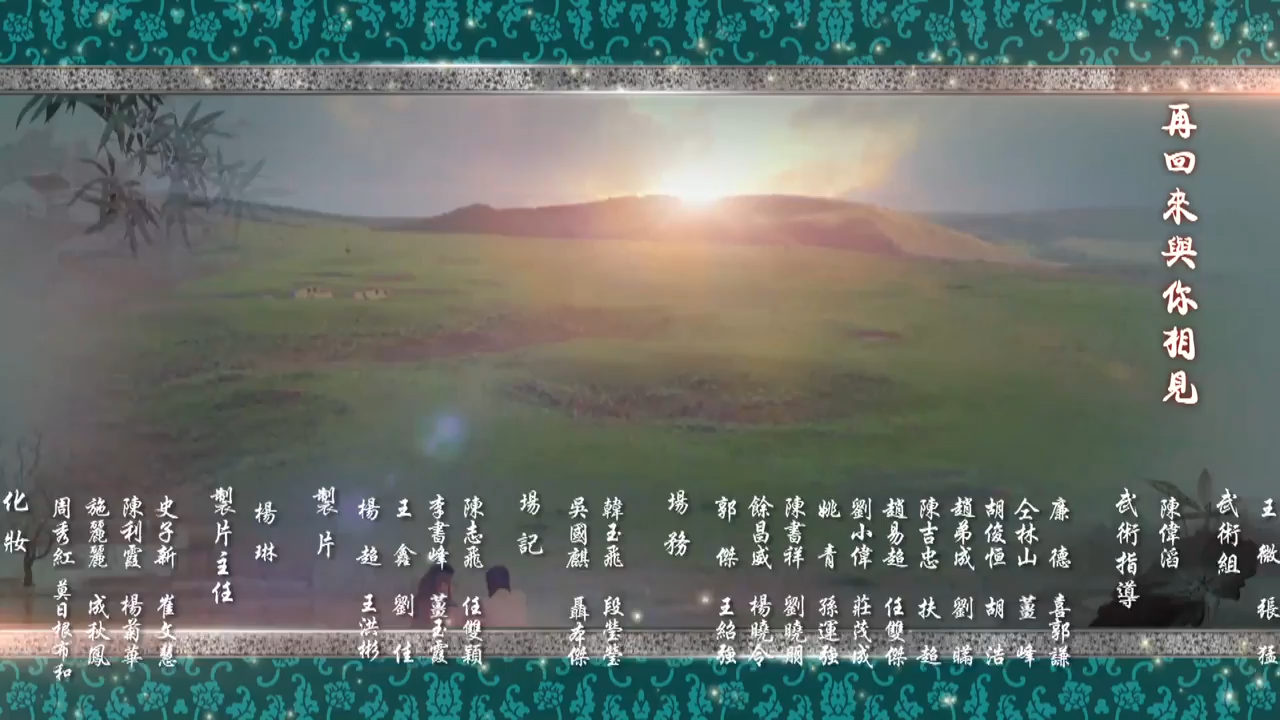 再回來與你相見
王微 張猛
武術組
陳偉滔
武術指導
廉德 喜郭謙
仝林山 薑峰
胡俊恒 胡浩
趙弟成 劉瞞
陳吉忠 扶超
趙易超 任雙傑
劉小偉 莊茂成
姚青 孫運強
陳書祥 劉曉朋
餘昌威 楊曉令
郭傑 王紹強
場務
韓玉飛 段瑩瑩
吳國麒 聶孝傑
場記
陳志飛 任雙穎
李書峰 薑玉霞
王鑫 劉佳
楊超 王洪彬
製片
楊琳
製片主任
史子新 崔文慧
陳利霞 楊菊華
施麗麗 成秋鳳
周秀紅 莫日根布和
化妝